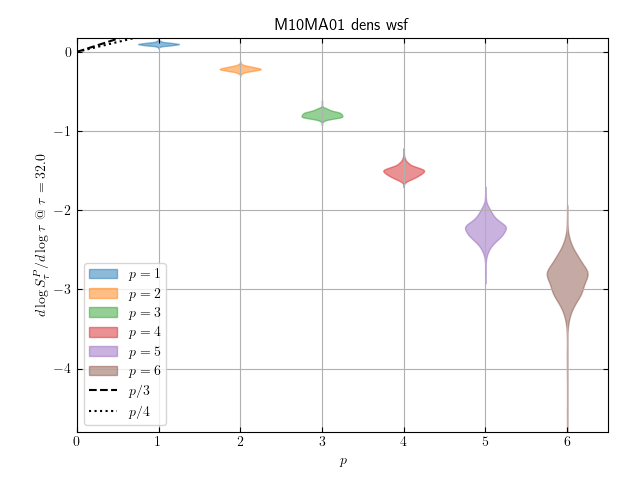 M10MA01 dens wsf
d log S_τ^P / d log τ @ τ = 32.0
0
−1
−2
−3
−4
p = 1
p = 2
p = 3
p = 4
p = 5
p = 6
p/3
p/4
0 1 2 3 4 5 6
p